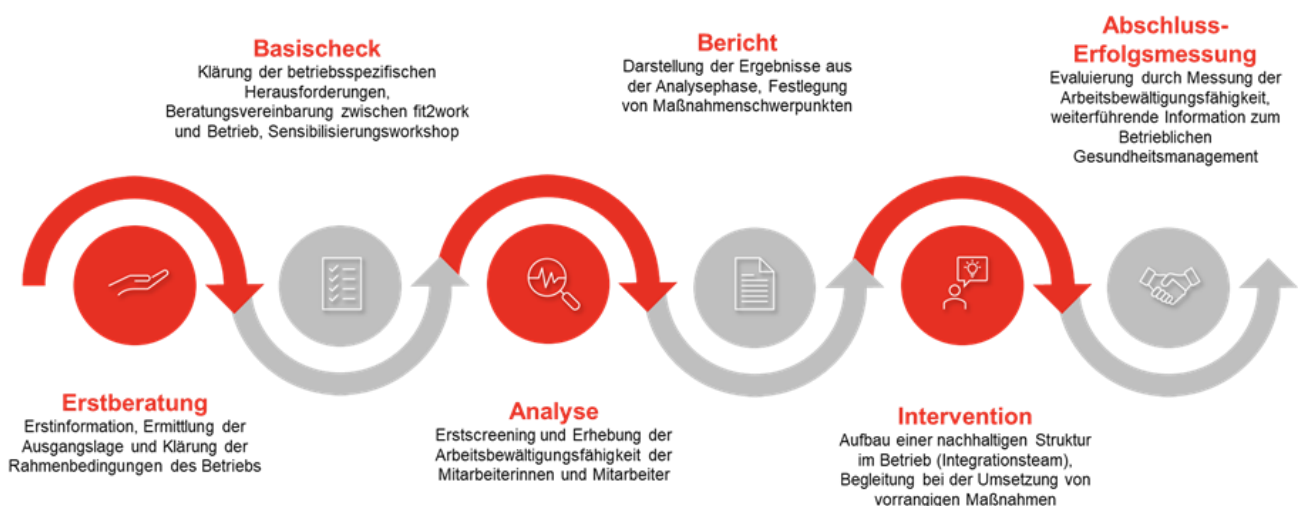 Basischeck
Klärung der betriebsspezifischen
Herausforderungen,
Beratungsvereinbarung zwischen fit2work
und Betrieb, Sensibilisierungsworkshop
Bericht
Darstellung der Ergebnisse aus
der Analysephase, Festlegung
von Maßnahmenschwerpunkten
Abschluss-
Erfolgsmessung
Evaluierung durch Messung der
Arbeitsbewältigungsfähigkeit,
weiterführende Information zum
Betrieblichen
Gesundheitsmanagement
Erstberatung
Erstinformation, Ermittlung der
Ausgangslage und Klärung der
Rahmenbedingungen des Betriebs
Analyse
Erstscreening und Erhebung der
Arbeitsbewältigungsfähigkeit der
Mitarbeiterinnen und Mitarbeiter
Intervention
Aufbau einer nachhaltigen Struktur
im Betrieb (Integrationsteam),
Begleitung bei der Umsetzung von
vorrangigen Maßnahmen